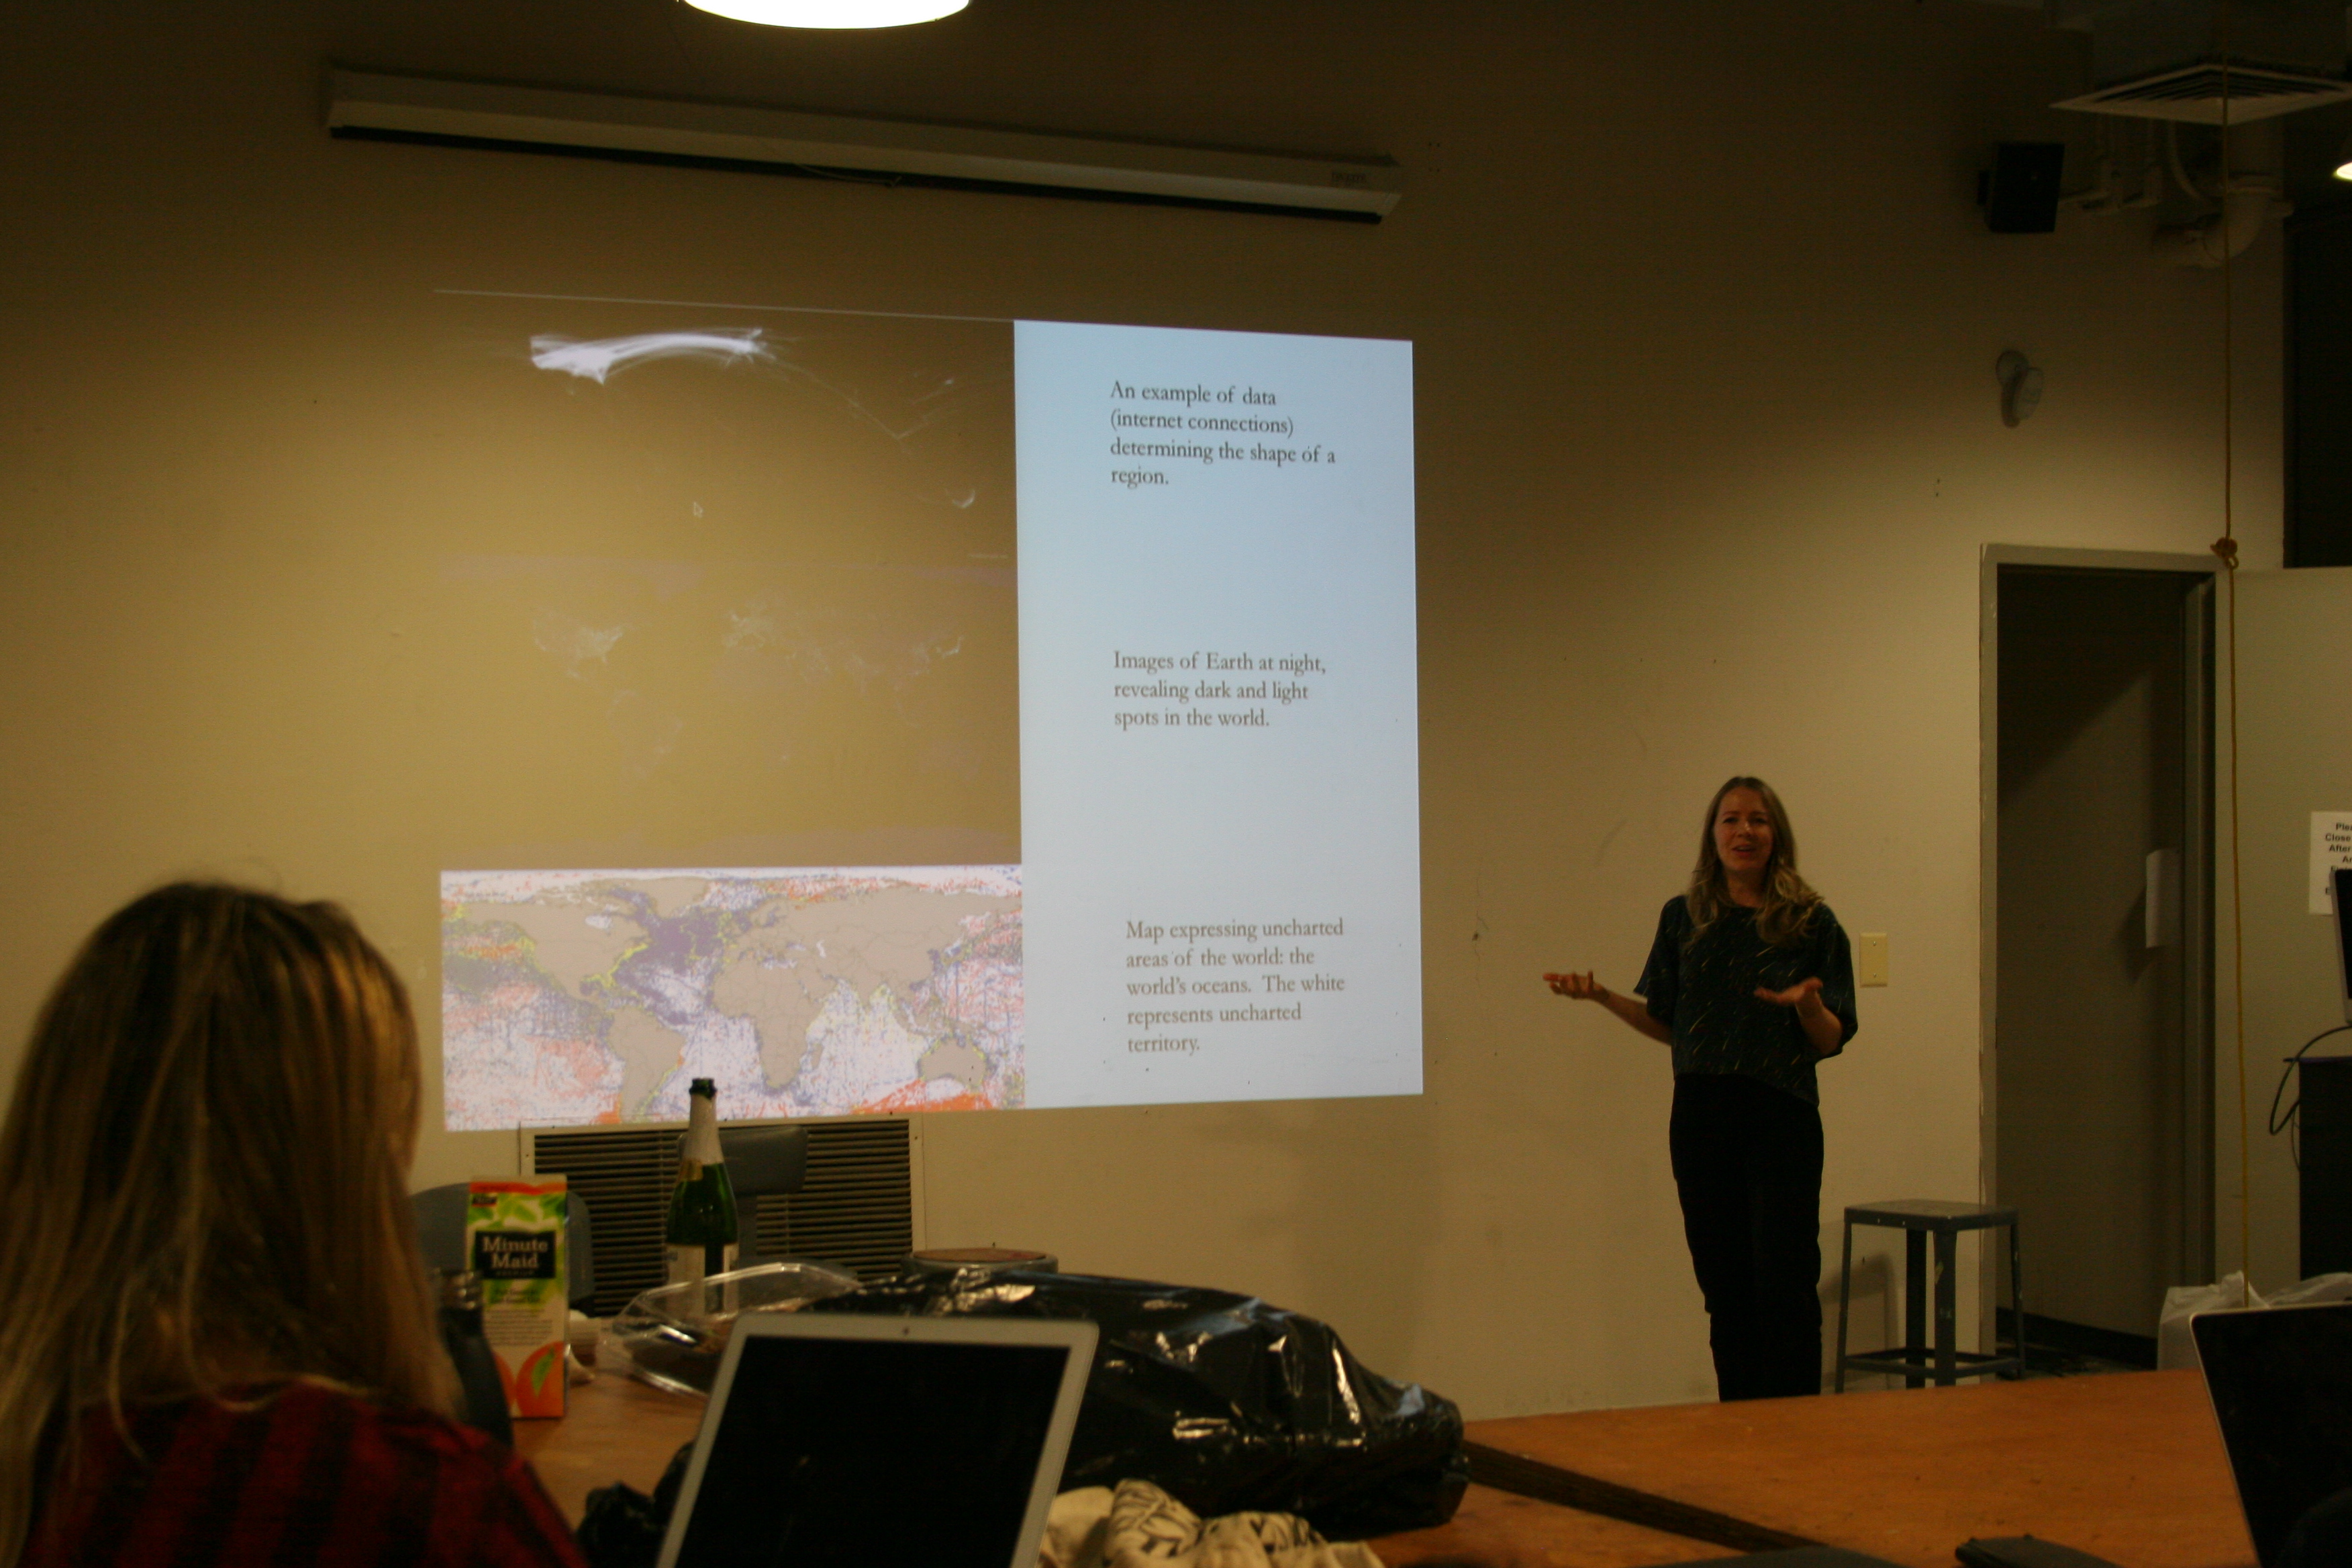 An example of data
(internet connections)
determining the shape of a
region.
Images of Earth at night,
revealing dark and light
spots in the world.
Map expressing uncharted
areas of the world: the
world's oceans. The white
represents uncharted
territory.
Minute
Maid
Close
After